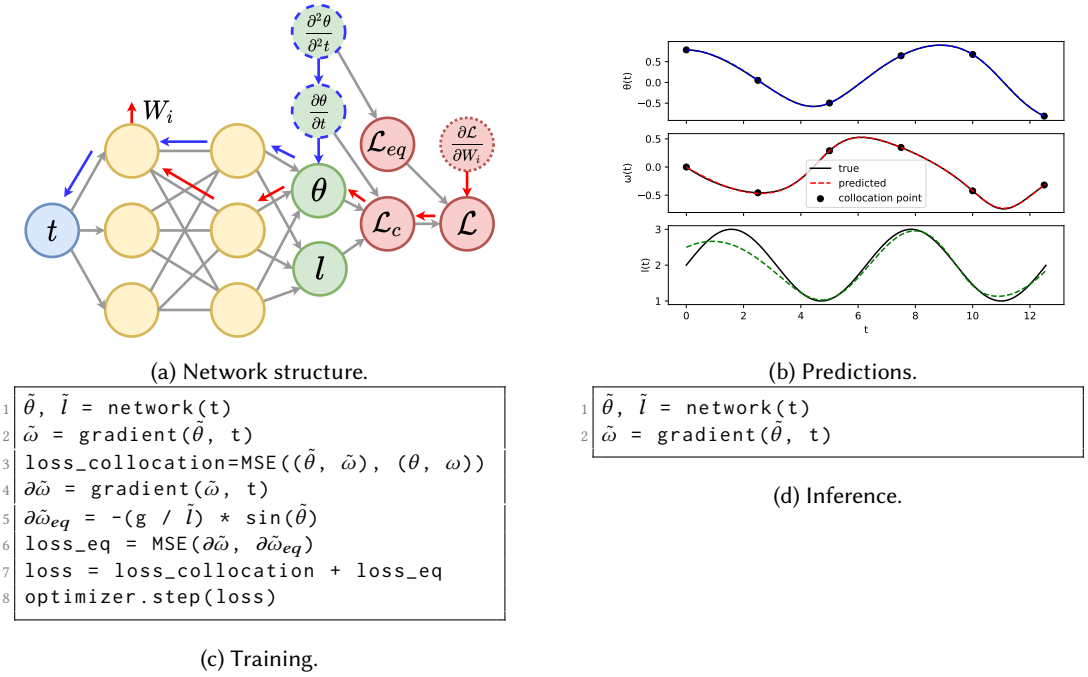 ∂²θ
∂²t
∂θ
∂t
W_i
ℒ_eq
∂ℒ
∂W_i
t
θ
ℒ_c
ℒ
l
(a) Network structure.
θ(t)
0.5
0.0
−0.5
ω(t)
0.5
0.0
−0.5
true
predicted
collocation point
l(t)
3
2
1
0 2 4 6 8 10 12
t
(b) Predictions.
1 θ̃, l̃ = network(t)
2 ω̃ = gradient(θ̃, t)
3 loss_collocation=MSE((θ̃, ω̃), (θ, ω))
4 ∂ω̃ = gradient(ω̃, t)
5 ∂ω̃_eq = -(g / l̃) * sin(θ̃)
6 loss_eq = MSE(∂ω̃, ∂ω̃_eq)
7 loss = loss_collocation + loss_eq
8 optimizer.step(loss)
(c) Training.
1 θ̃, l̃ = network(t)
2 ω̃ = gradient(θ̃, t)
(d) Inference.